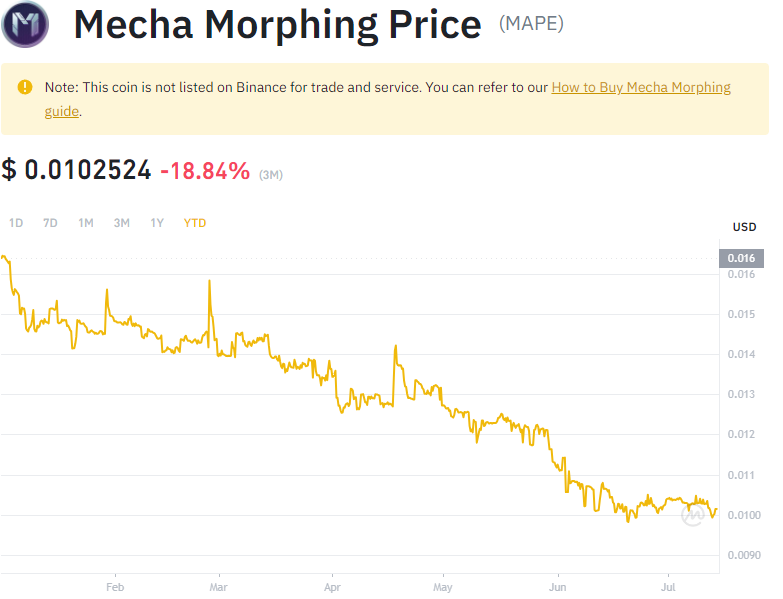 Mecha Morphing Price (MAPE)
Note: This coin is not listed on Binance for trade and service. You can refer to our How to Buy Mecha Morphing
guide.
$ 0.0102524 -18.84% (3M)
1D 7D 1M 3M 1Y YTD
USD
0.016
0.016
0.015
0.014
0.013
0.012
0.011
0.0100
0.0090
Feb Mar Apr May Jun Jul